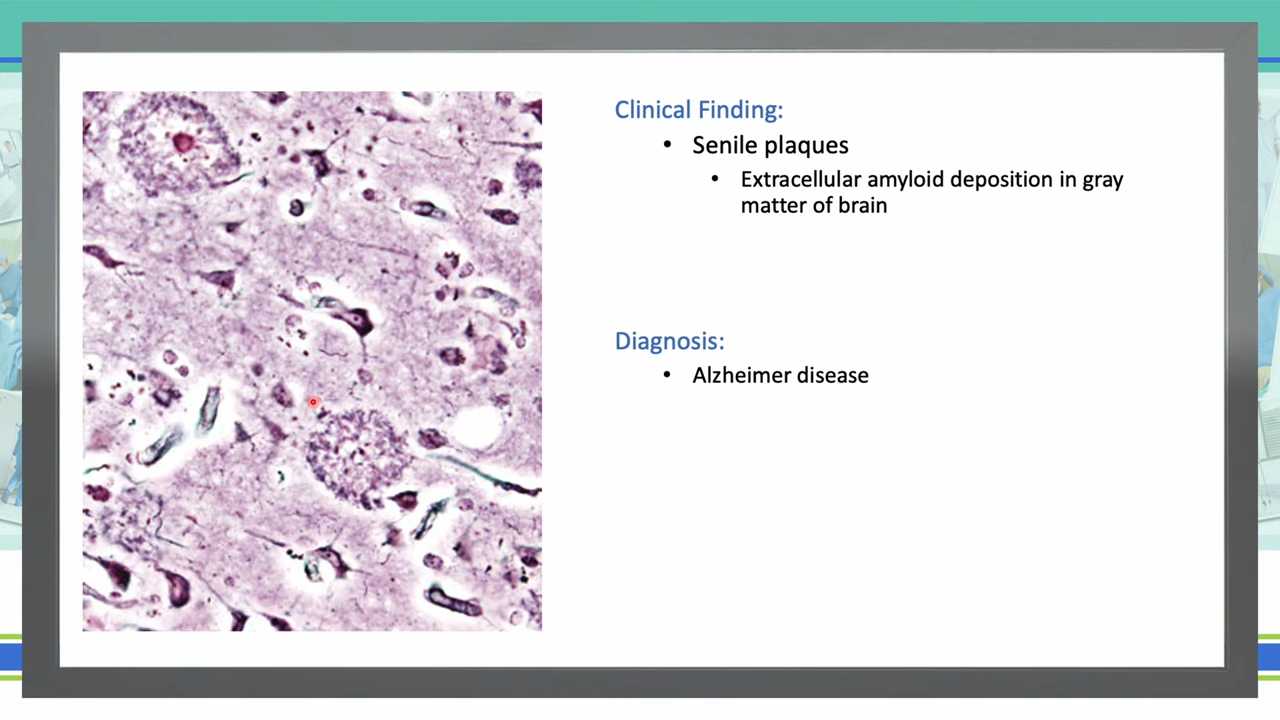 Clinical Finding:
• Senile plaques
• Extracellular amyloid deposition in gray
matter of brain
Diagnosis:
• Alzheimer disease